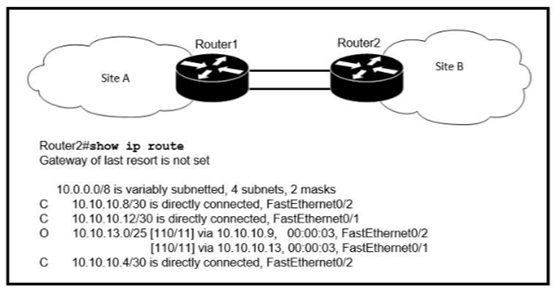 Router1
Router2
Site A
Site B
Router2#show ip route
Gateway of last resort is not set
10.0.0.0/8 is variably subnetted, 4 subnets, 2 masks
C 10.10.10.8/30 is directly connected, FastEthernet0/2
C 10.10.10.12/30 is directly connected, FastEthernet0/1
O 10.10.13.0/25 [110/11] via 10.10.10.9, 00:00:03, FastEthernet0/2
[110/11] via 10.10.10.13, 00:00:03, FastEthernet0/1
C 10.10.10.4/30 is directly connected, FastEthernet0/2